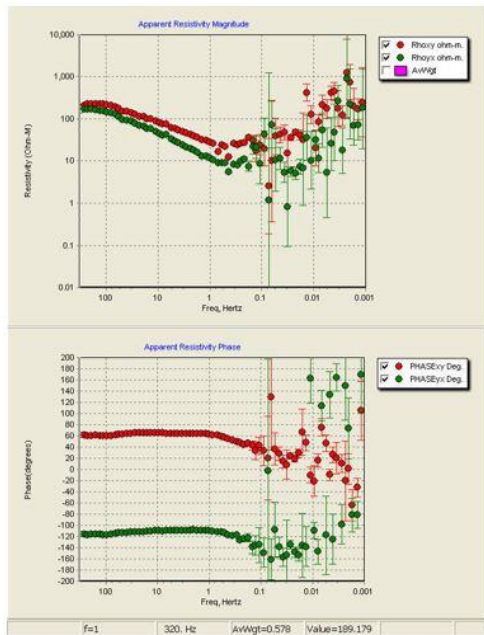 Apparent Resistivity Magnitude
10,000
1,000
100
10
1
0.1
0.01
Resistivity (Ohm-M)
100 10 1 0.1 0.01 0.001
Freq, Hertz
Rhoxy ohm-m.
Rhoyx ohm-m.
AvWgt
Apparent Resistivity Phase
200
180
160
140
120
100
80
60
40
20
0
-20
-40
-60
-80
-100
-120
-140
-160
-180
-200
Phase(degrees)
100 10 1 0.1 0.01 0.001
Freq, Hertz
PHASExy Deg.
PHASEyx Deg.
f=1 320. Hz AvWgt=0.578 Value=189.179